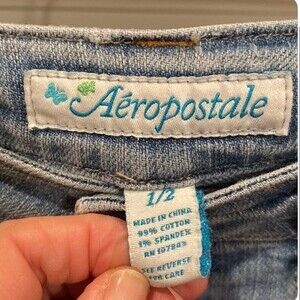 Aéropostale
1/2
MADE IN CHINA
99% COTTON
1% SPANDEX
RN 107843
SEE REVERSE
FOR CARE